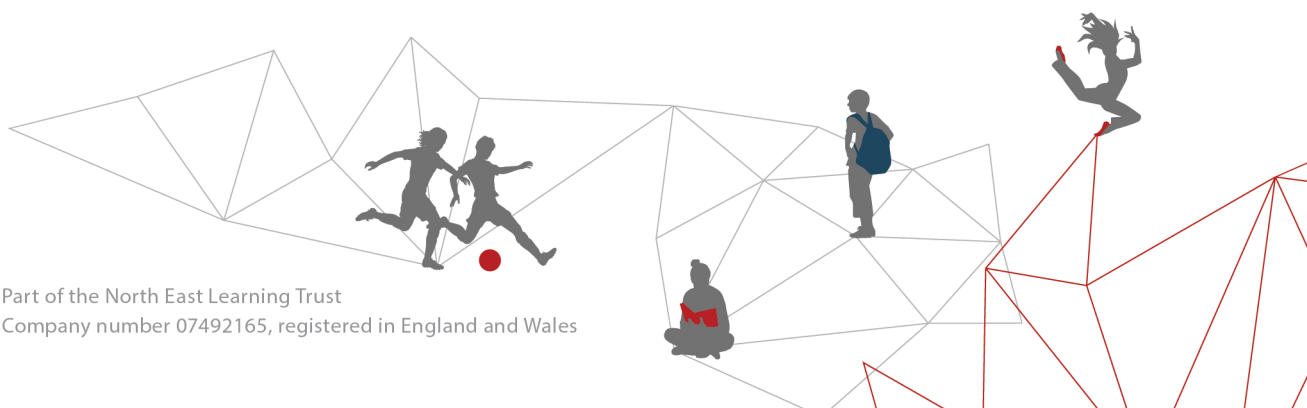 Part of the North East Learning Trust
Company number 07492165, registered in England and Wales